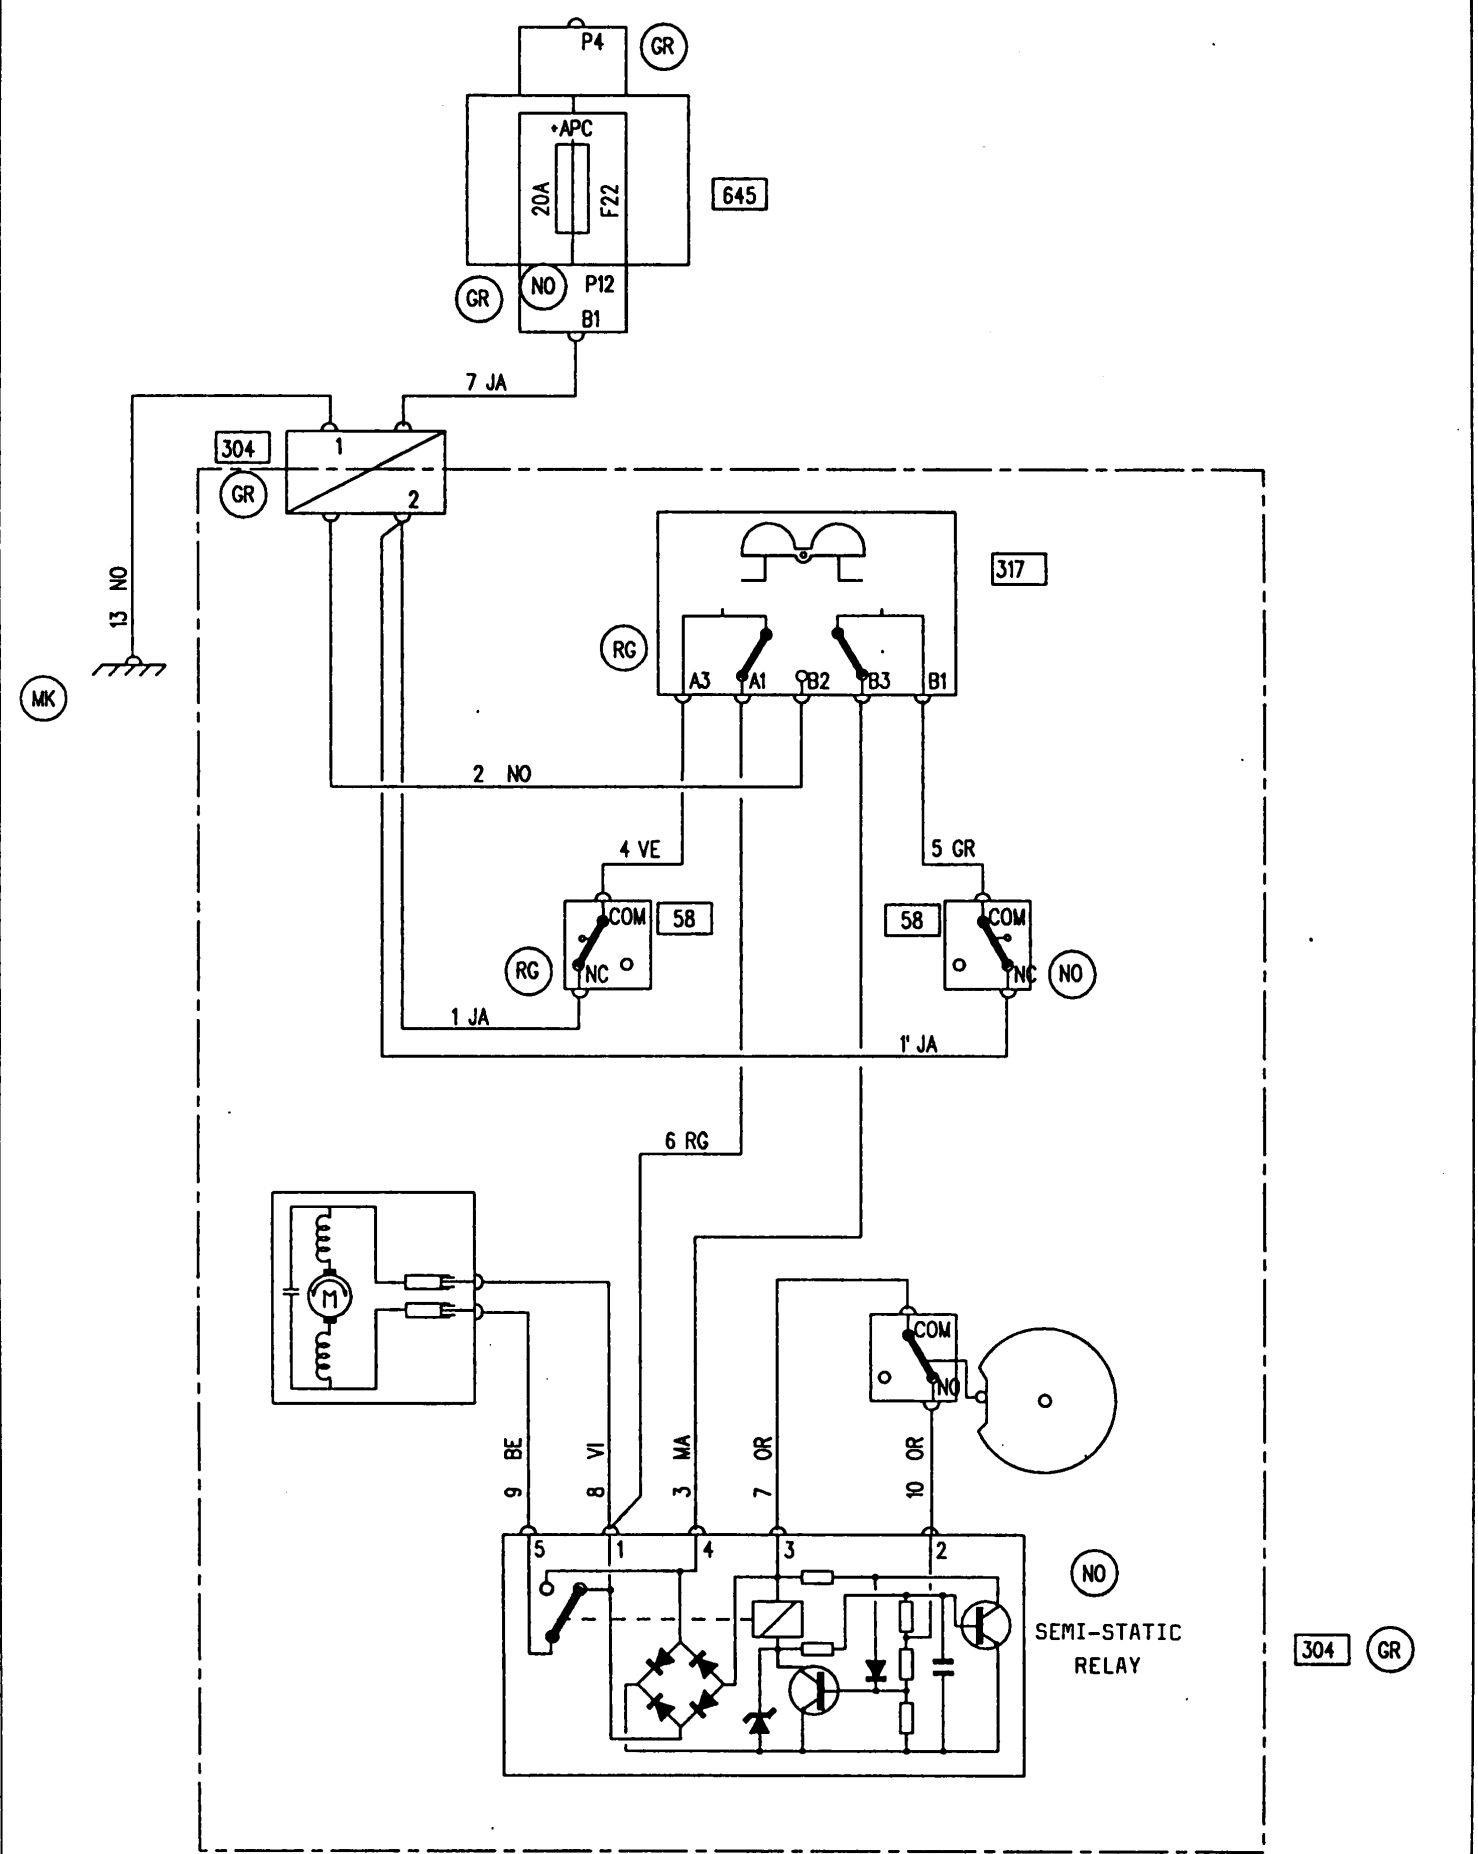 P4
GR
+APC
20A
F22
645
GR
NO
P12
B1
7 JA
304
1
GR
2
13 NO
MK
317
RG
A3
A1
B2
B3
B1
2 NO
4 VE
5 GR
COM
58
58
COM
RG
NC
NC
NO
1 JA
1' JA
6 RG
M
COM
NO
9 BE
8 VI
3 MA
7 OR
10 OR
5
1
4
3
2
NO
SEMI-STATIC
RELAY
304
GR